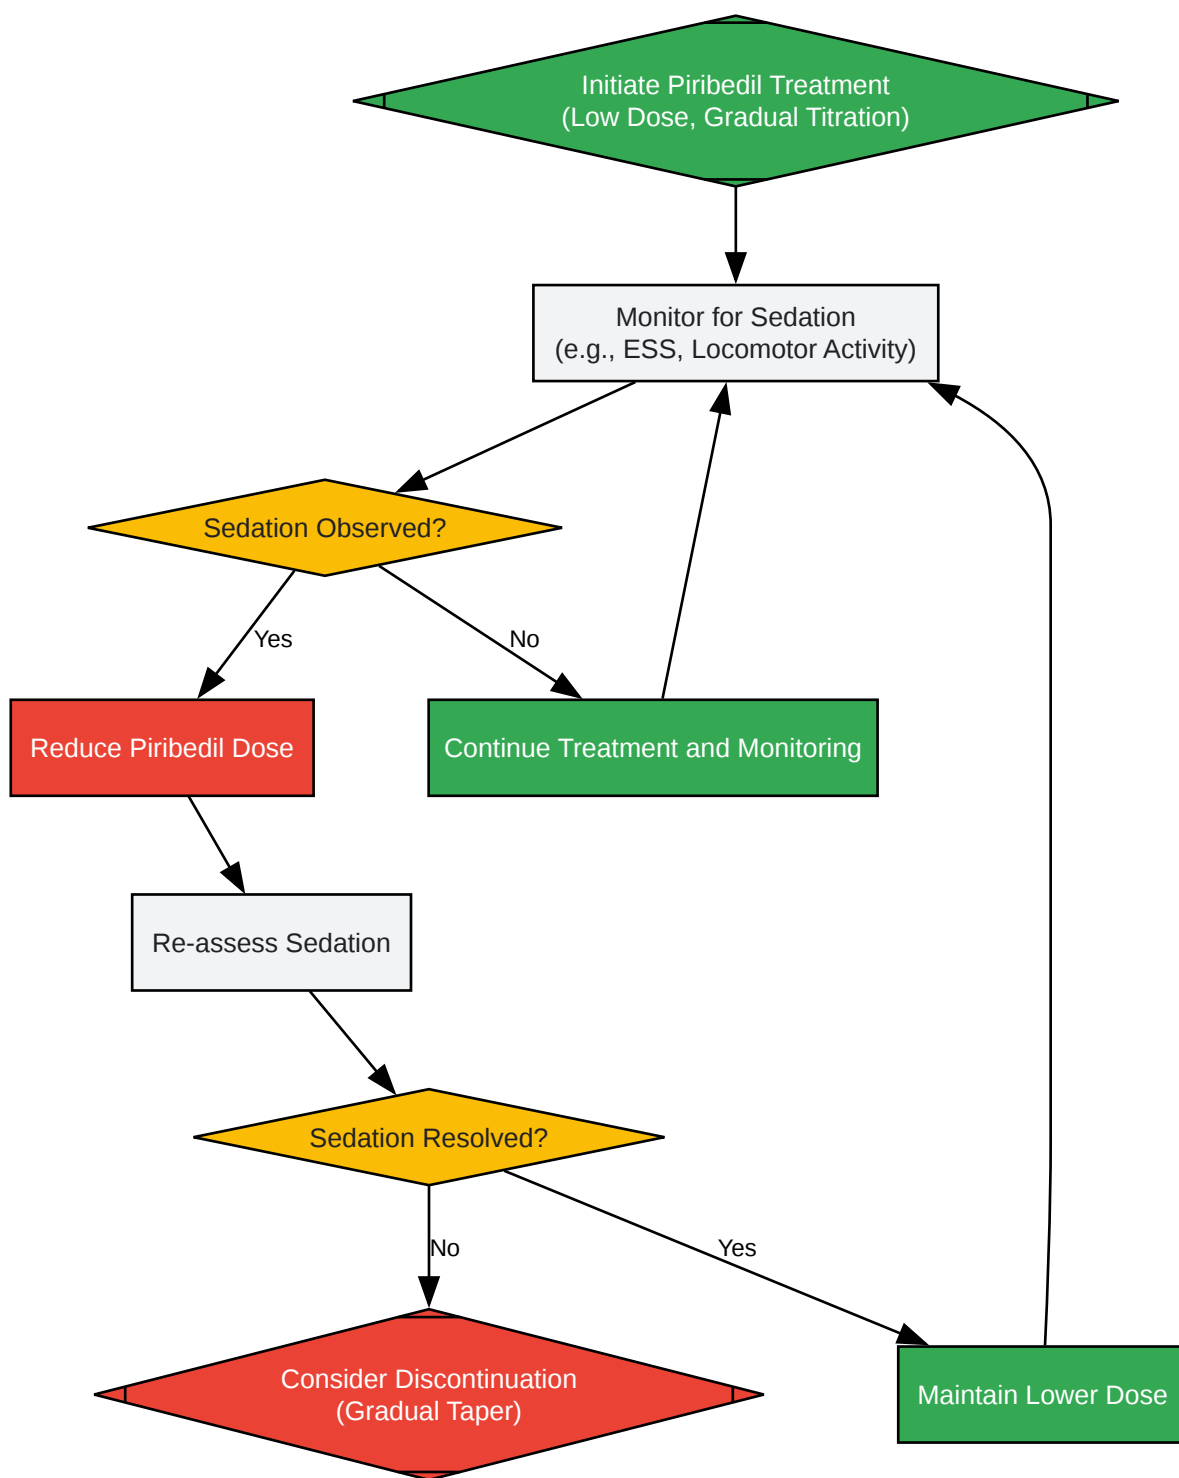 Initiate Piribedil Treatment
(Low Dose, Gradual Titration)
Monitor for Sedation
(e.g., ESS, Locomotor Activity)
Sedation Observed?
Yes
No
Reduce Piribedil Dose
Continue Treatment and Monitoring
Re-assess Sedation
Sedation Resolved?
No
Yes
Consider Discontinuation
(Gradual Taper)
Maintain Lower Dose